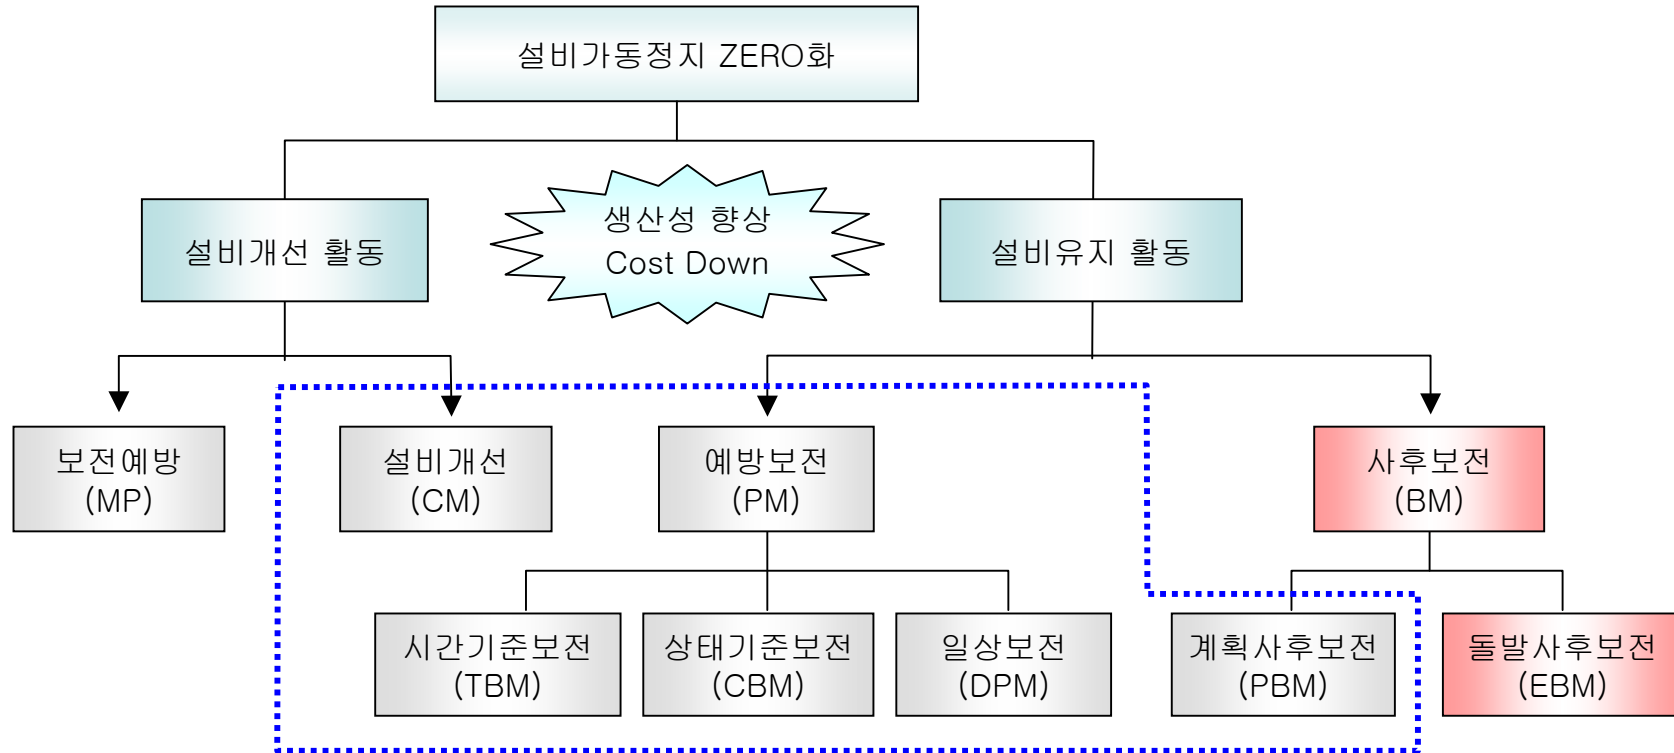 설비가동정지 ZERO화
생산성 향상
Cost Down
설비개선 활동
설비유지 활동
보전예방
(MP)
설비개선
(CM)
예방보전
(PM)
사후보전
(BM)
시간기준보전
(TBM)
상태기준보전
(CBM)
일상보전
(DPM)
계획사후보전
(PBM)
돌발사후보전
(EBM)